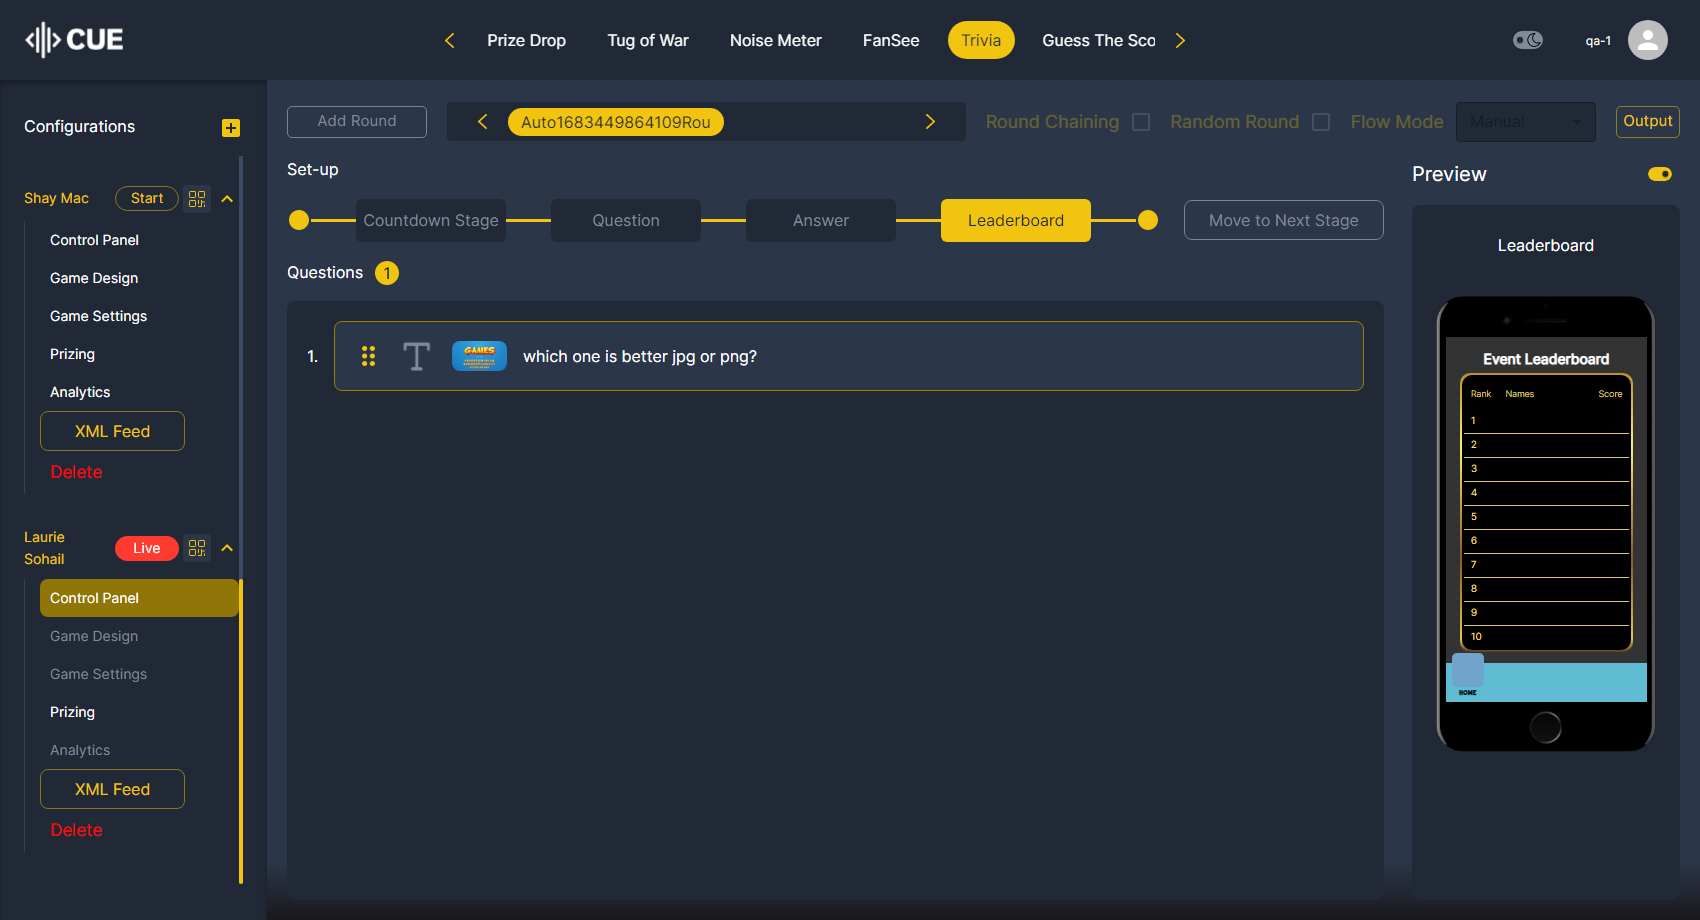 CUE
Prize Drop
Tug of War
Noise Meter
FanSee
Trivia
Guess The Sco
qa-1
Configurations
Shay Mac
Start
Control Panel
Game Design
Game Settings
Prizing
Analytics
XML Feed
Delete
Laurie
Sohail
Live
Control Panel
Game Design
Game Settings
Prizing
Analytics
XML Feed
Delete
Add Round
Auto1683449864109Rou
Round Chaining
Random Round
Flow Mode
Manual
Output
Set-up
Countdown Stage
Question
Answer
Leaderboard
Move to Next Stage
Questions 1
1.
GAMES
which one is better jpg or png?
Preview
Leaderboard
Event Leaderboard
Rank Names Score
1
2
3
4
5
6
7
8
9
10
HOME